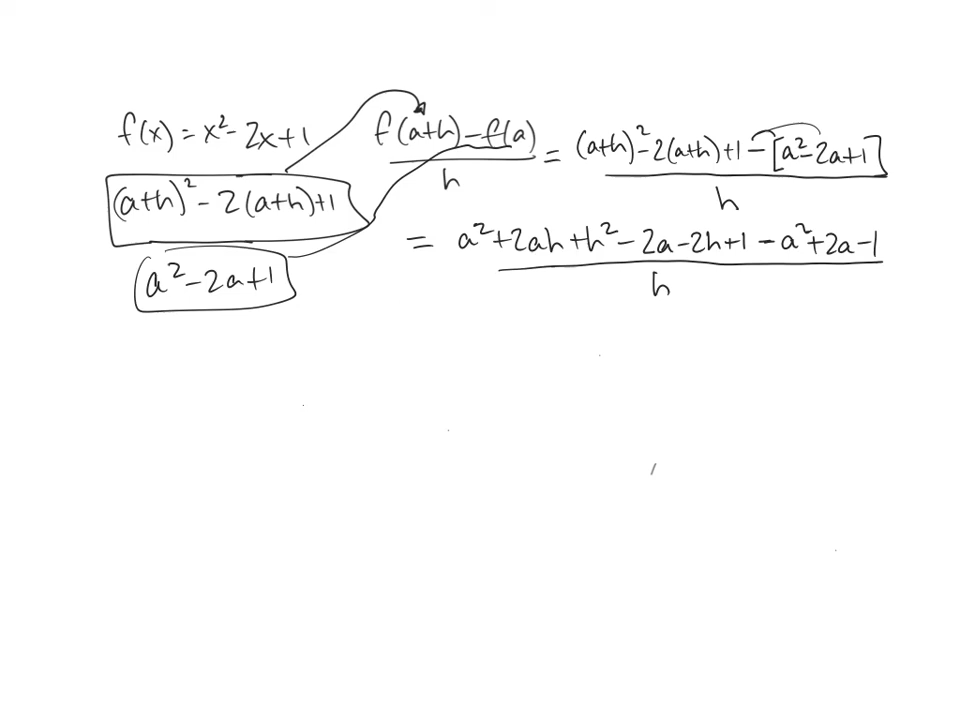 f(x) = x² - 2x + 1
(a+h)² - 2(a+h) + 1
a² - 2a + 1
f(a+h) - f(a) / h = (a+h)² - 2(a+h) + 1 - [a² - 2a + 1] / h
= a² + 2ah + h² - 2a - 2h + 1 - a² + 2a - 1 / h